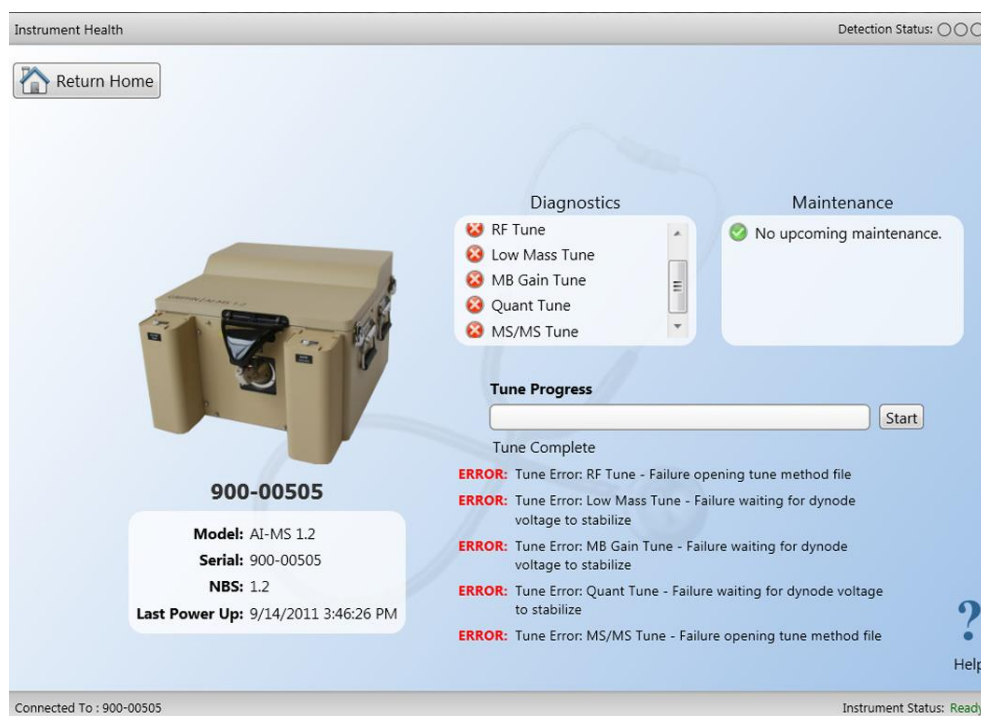 Instrument Health
Detection Status:
Return Home
Diagnostics
RF Tune
Low Mass Tune
MB Gain Tune
Quant Tune
MS/MS Tune
Maintenance
No upcoming maintenance.
Tune Progress
Start
Tune Complete
ERROR: Tune Error: RF Tune - Failure opening tune method file
ERROR: Tune Error: Low Mass Tune - Failure waiting for dynode
voltage to stabilize
ERROR: Tune Error: MB Gain Tune - Failure waiting for dynode
voltage to stabilize
ERROR: Tune Error: Quant Tune - Failure waiting for dynode voltage
to stabilize
ERROR: Tune Error: MS/MS Tune - Failure opening tune method file
900-00505
Model: AI-MS 1.2
Serial: 900-00505
NBS: 1.2
Last Power Up: 9/14/2011 3:46:26 PM
?
Help
Connected To : 900-00505
Instrument Status: Ready